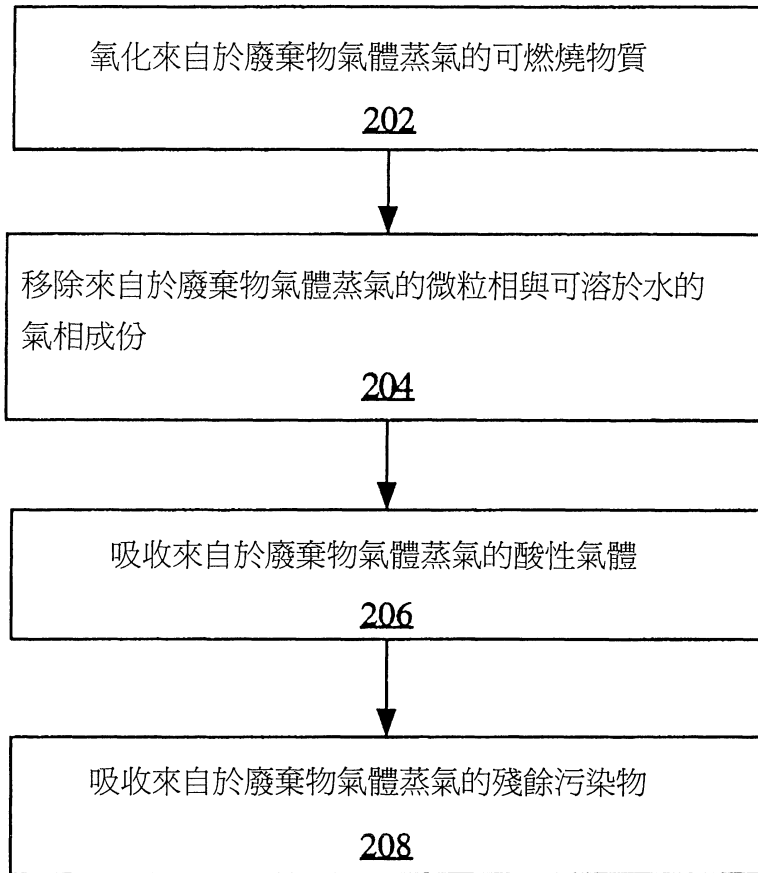 氧化來自於廢棄物氣體蒸氣的可燃燒物質
202
移除來自於廢棄物氣體蒸氣的微粒相與可溶於水的
氣相成份
204
吸收來自於廢棄物氣體蒸氣的酸性氣體
206
吸收來自於廢棄物氣體蒸氣的殘餘污染物
208